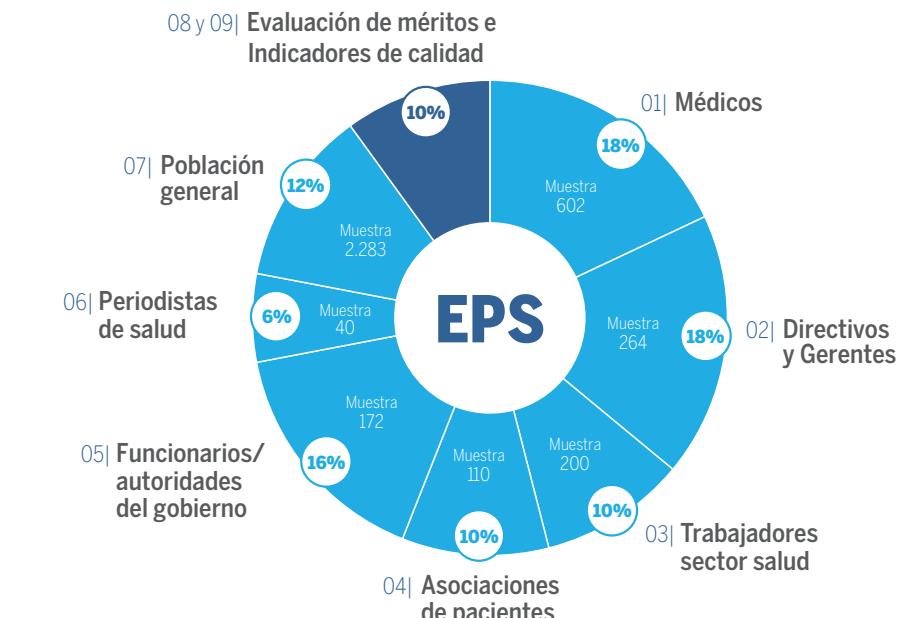 08 y 09| Evaluación de méritos e
Indicadores de calidad
10%
01| Médicos
18%
Muestra
602
02| Directivos
y Gerentes
18%
Muestra
264
03| Trabajadores
sector salud
10%
Muestra
200
04| Asociaciones
de pacientes
10%
Muestra
110
05| Funcionarios/
autoridades
del gobierno
16%
Muestra
172
06| Periodistas
de salud
6%
Muestra
40
07| Población
general
12%
Muestra
2.283
EPS